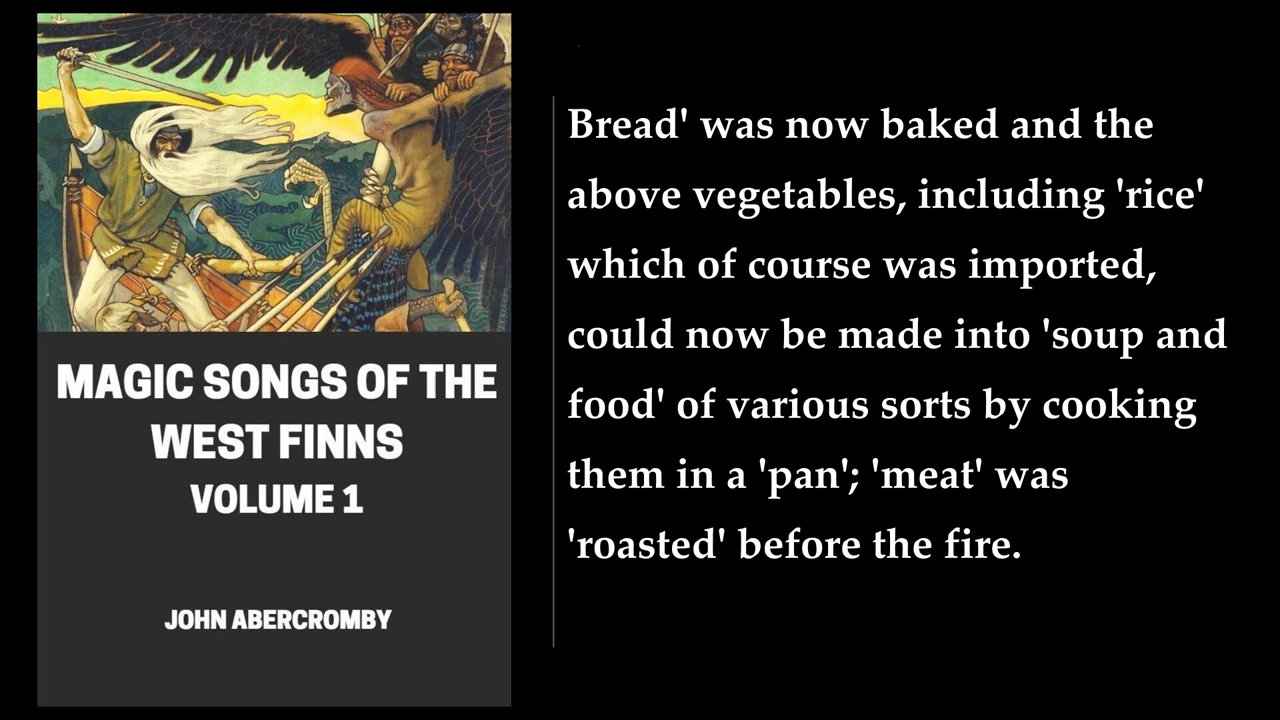 MAGIC SONGS OF THE
WEST FINNS
VOLUME 1
JOHN ABERCROMBY
Bread' was now baked and the
above vegetables, including 'rice'
which of course was imported,
could now be made into 'soup and
food' of various sorts by cooking
them in a 'pan'; 'meat' was
'roasted' before the fire.